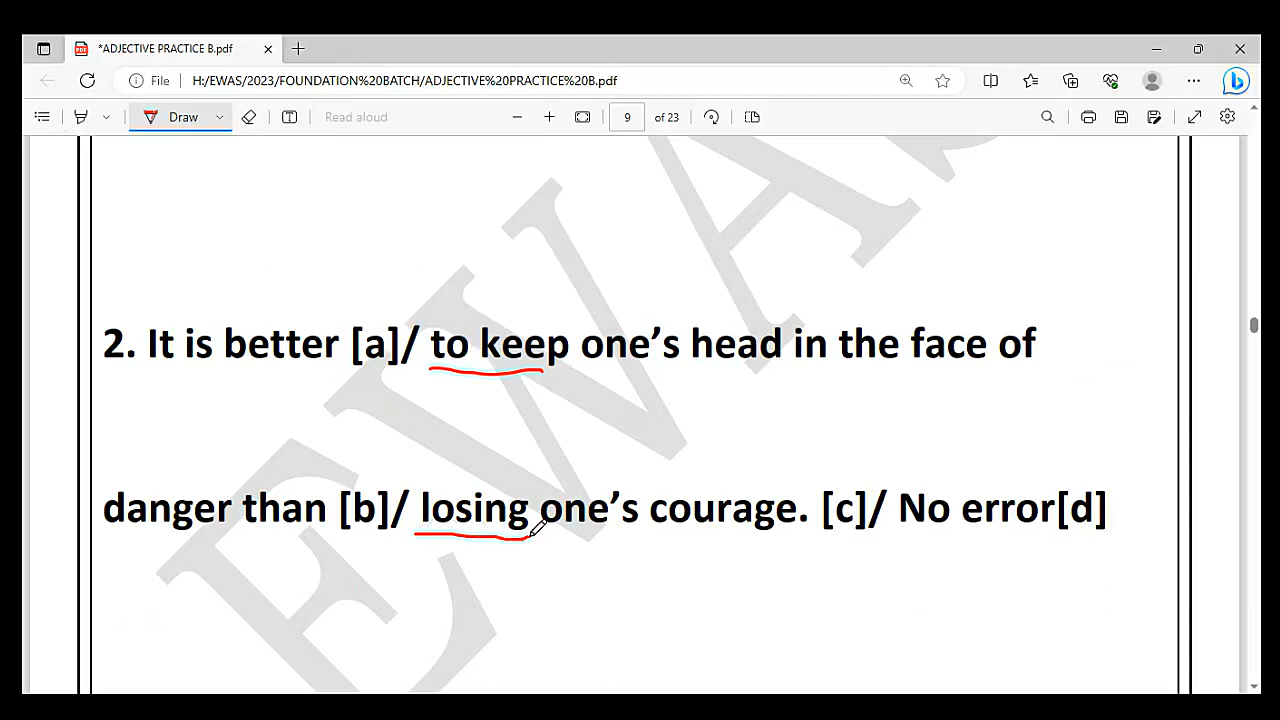 *ADJECTIVE PRACTICE B.pdf
File H:/EWAS/2023/FOUNDATION%20BATCH/ADJECTIVE%20PRACTICE%20B.pdf
Draw Read aloud 9 of 23
EWAS
2. It is better [a]/ to keep one’s head in the face of
danger than [b]/ losing one’s courage. [c]/ No error[d]